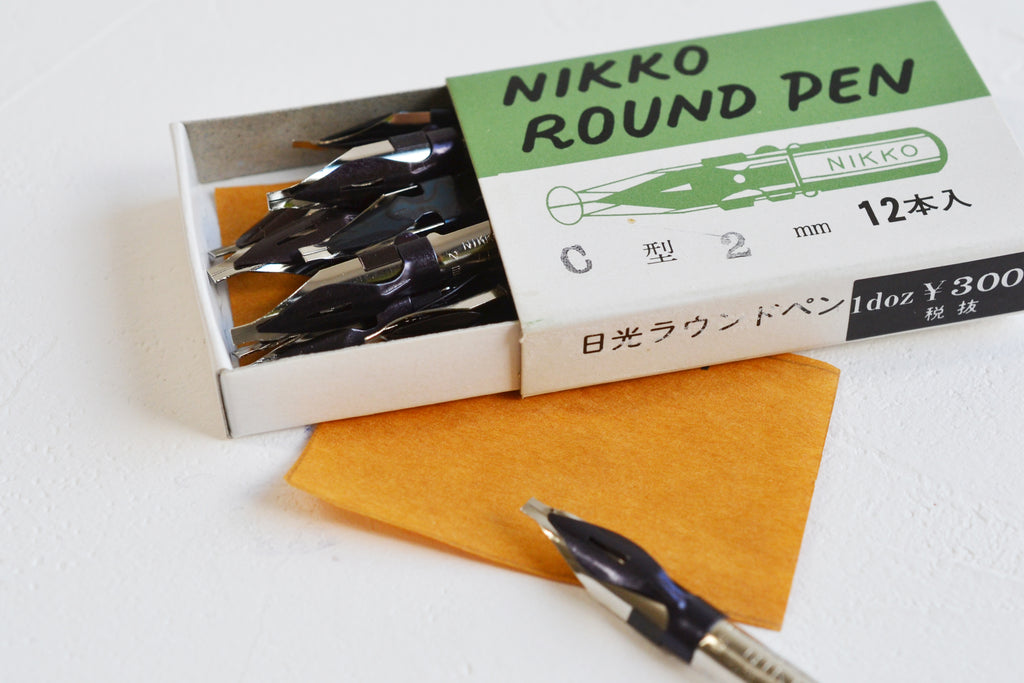 NIKKO
ROUND PEN
NIKKO
C 型 2 mm 12本入
日光ラウンドペン
1doz ¥300
税抜
NIK